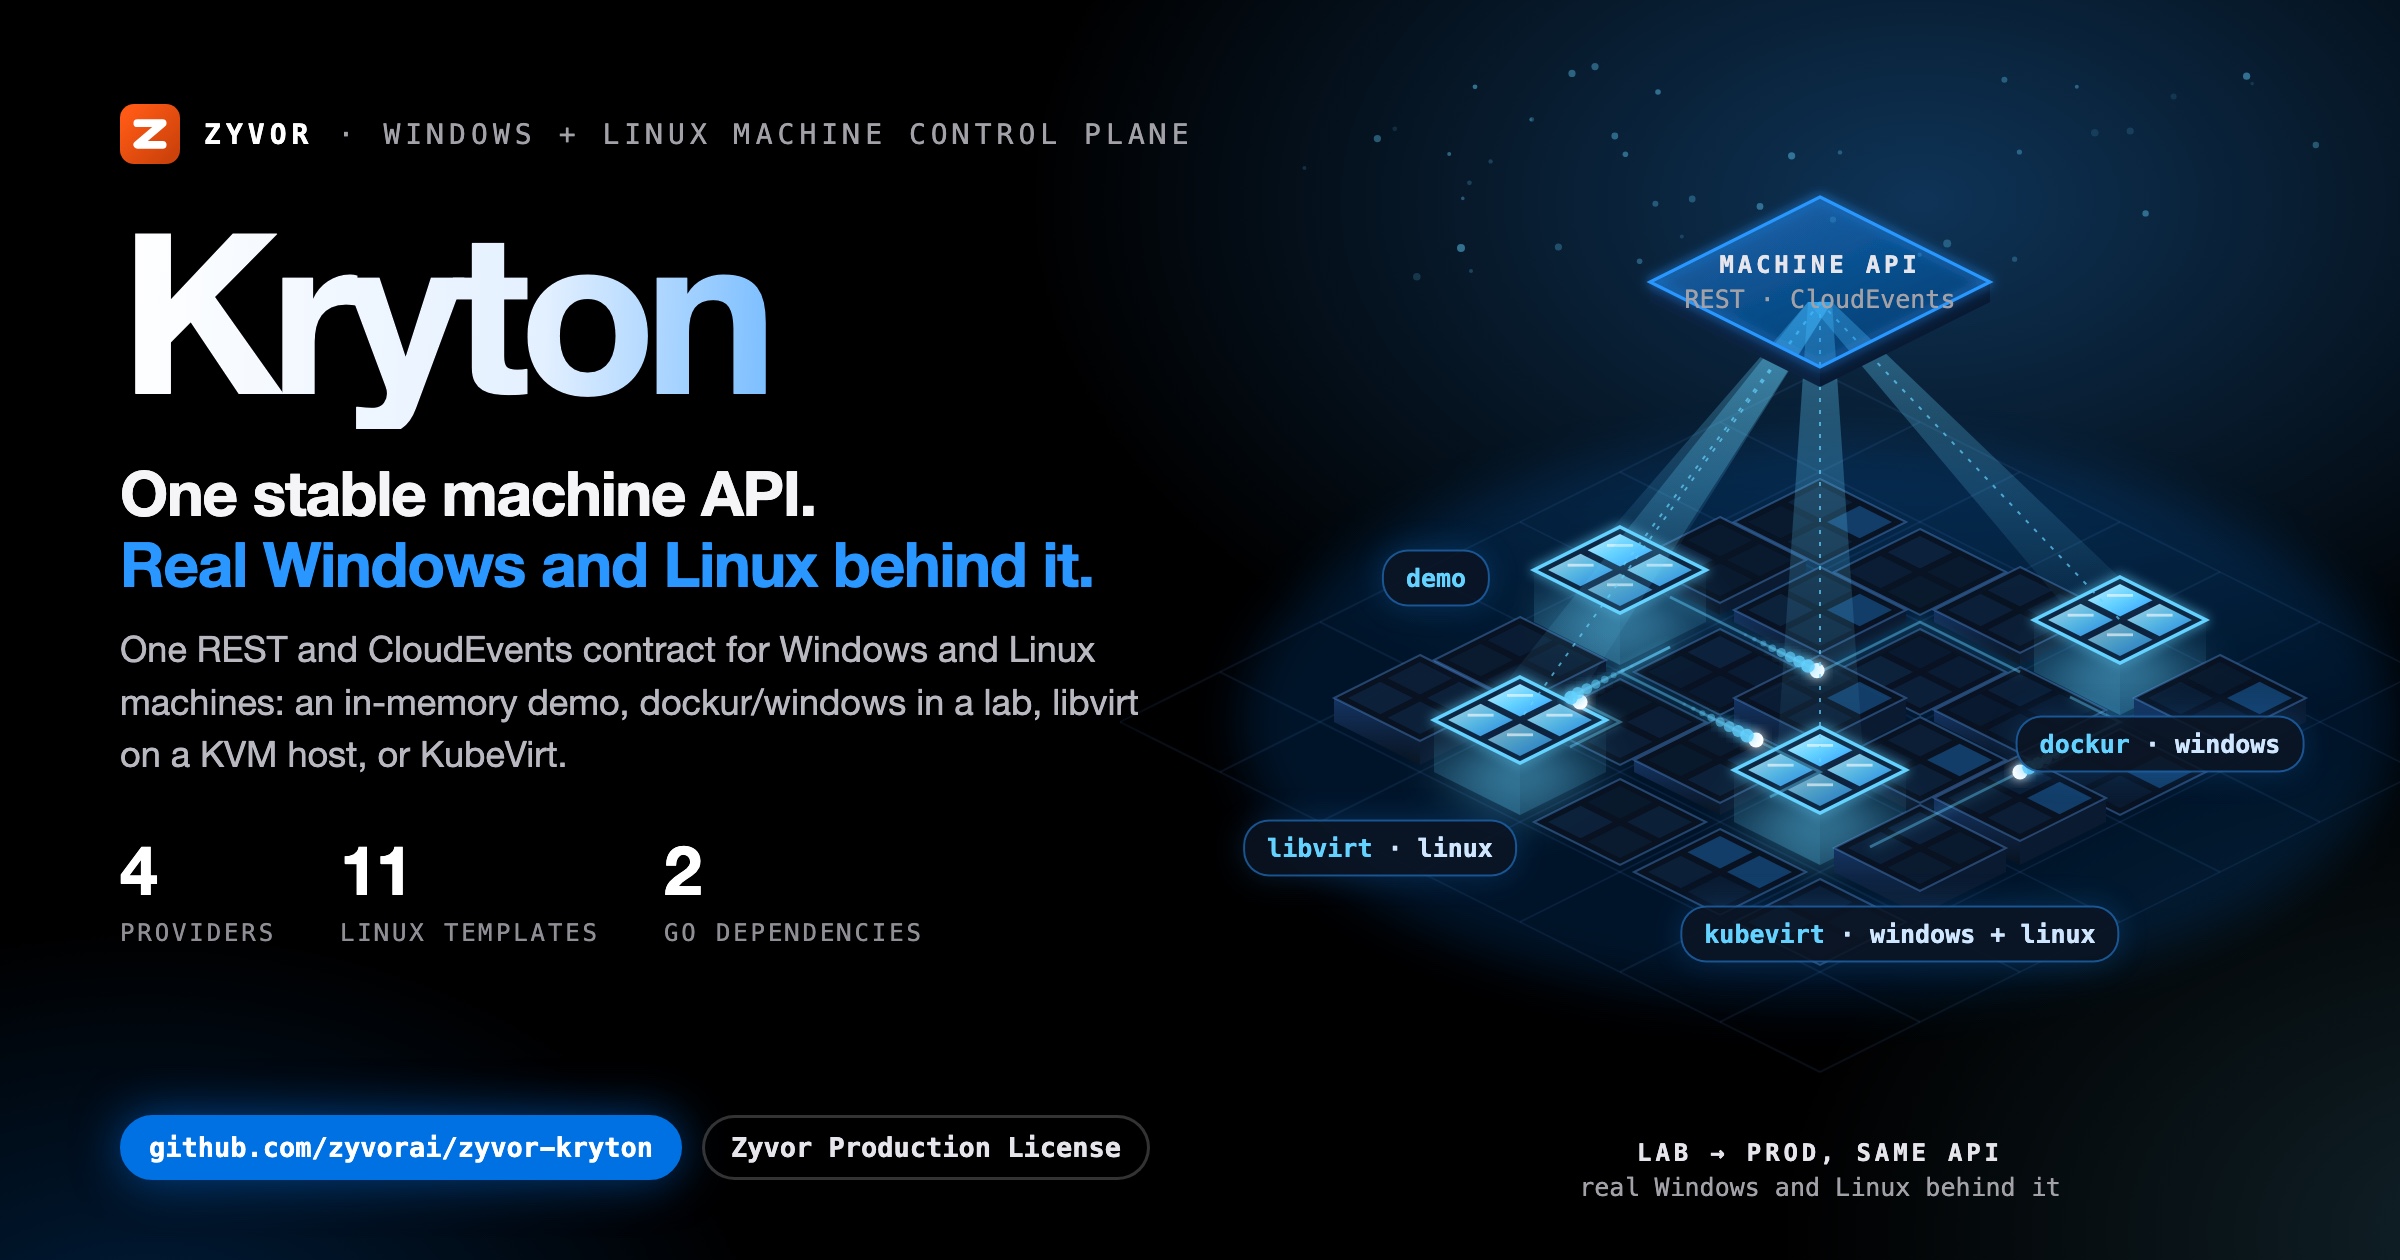 ZYVOR · WINDOWS + LINUX MACHINE CONTROL PLANE
Kryton
One stable machine API.
Real Windows and Linux behind it.
One REST and CloudEvents contract for Windows and Linux
machines: an in-memory demo, dockur/windows in a lab, libvirt
on a KVM host, or KubeVirt.
4
PROVIDERS
11
LINUX TEMPLATES
2
GO DEPENDENCIES
github.com/zyvorai/zyvor-kryton
Zyvor Production License
MACHINE API
REST · CloudEvents
demo
dockur · windows
libvirt · linux
kubevirt · windows + linux
LAB → PROD, SAME API
real Windows and Linux behind it